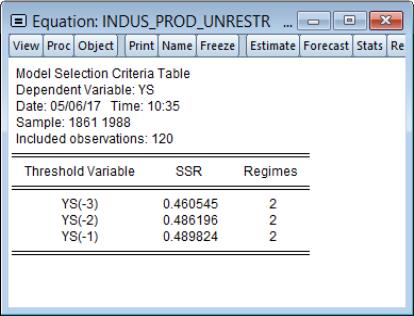 Equation: INDUS_PROD_UNRESTR ...
View Proc Object Print Name Freeze Estimate Forecast Stats Re
Model Selection Criteria Table
Dependent Variable: YS
Date: 05/06/17 Time: 10:35
Sample: 1861 1988
Included observations: 120
Threshold Variable SSR Regimes
YS(-3) 0.460545 2
YS(-2) 0.486196 2
YS(-1) 0.489824 2